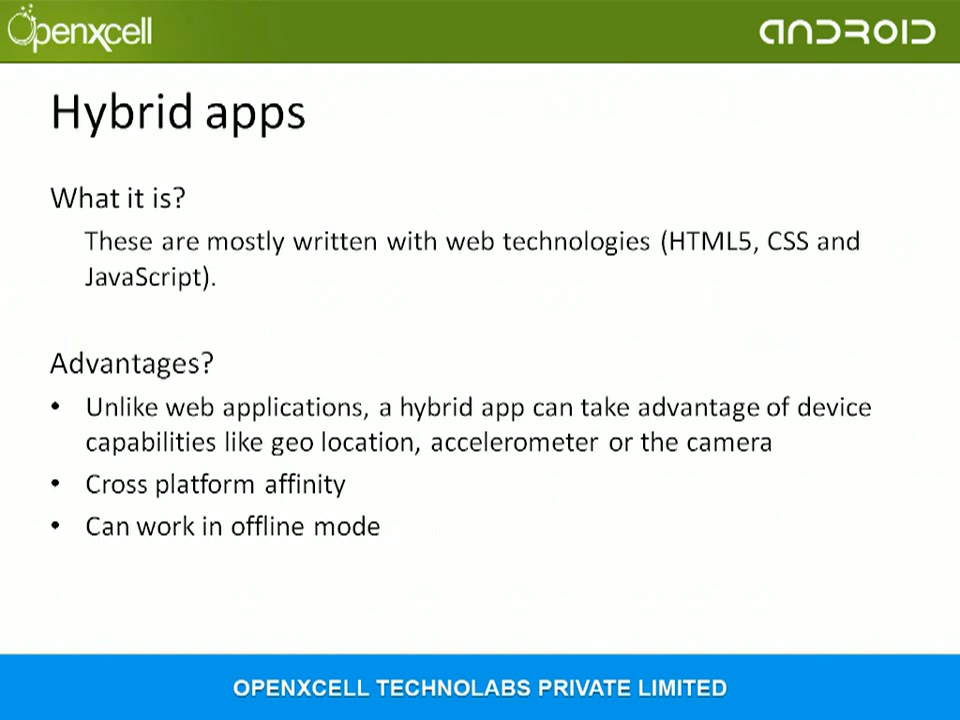 Openxcell
ANDROID
Hybrid apps
What it is?
These are mostly written with web technologies (HTML5, CSS and
JavaScript).
Advantages?
• Unlike web applications, a hybrid app can take advantage of device
capabilities like geo location, accelerometer or the camera
• Cross platform affinity
• Can work in offline mode
OPENXCELL TECHNOLABS PRIVATE LIMITED